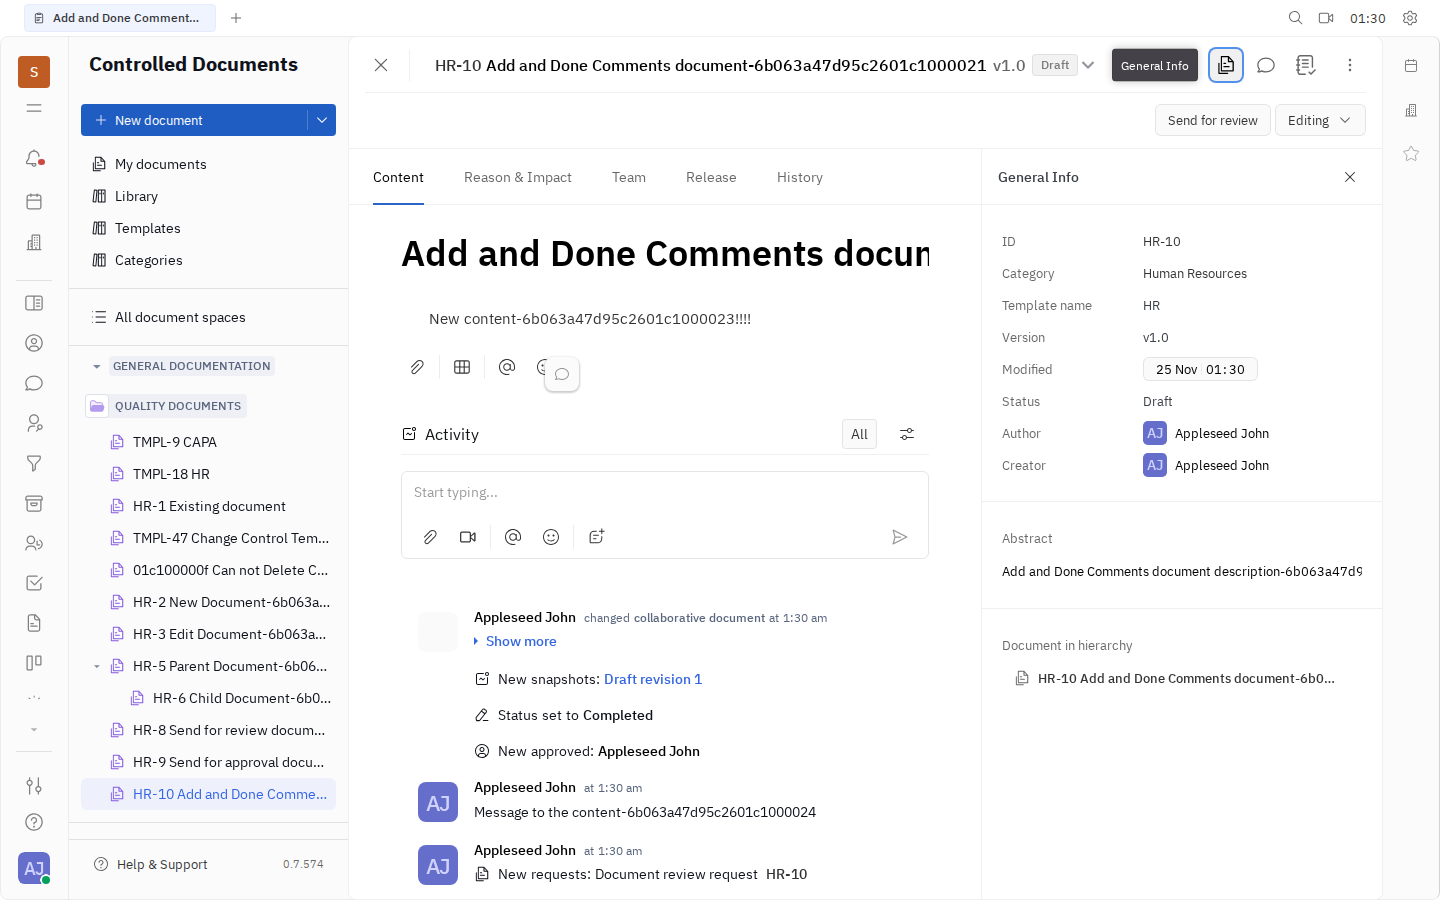 Add and Done Comment...
01:30
S
Controlled Documents
New document
My documents
Library
Templates
Categories
All document spaces
GENERAL DOCUMENTATION
QUALITY DOCUMENTS
TMPL-9 CAPA
TMPL-18 HR
HR-1 Existing document
TMPL-47 Change Control Tem...
01c100000f Can not Delete C...
HR-2 New Document-6b063a...
HR-3 Edit Document-6b063a...
HR-5 Parent Document-6b06...
HR-6 Child Document-6b0...
HR-8 Send for review docum...
HR-9 Send for approval docu...
HR-10 Add and Done Comme...
Help & Support
0.7.574
AJ
HR-10 Add and Done Comments document-6b063a47d95c2601c1000021 v1.0 Draft
General Info
Send for review
Editing
Content
Reason & Impact
Team
Release
History
Add and Done Comments docun
New content-6b063a47d95c2601c1000023!!!!
Activity
All
Start typing...
Appleseed John changed collaborative document at 1:30 am
Show more
New snapshots: Draft revision 1
Status set to Completed
New approved: Appleseed John
AJ
Appleseed John at 1:30 am
Message to the content-6b063a47d95c2601c1000024
AJ
Appleseed John at 1:30 am
New requests: Document review request HR-10
General Info
ID HR-10
Category Human Resources
Template name HR
Version v1.0
Modified 25 Nov 01:30
Status Draft
Author AJ Appleseed John
Creator AJ Appleseed John
Abstract
Add and Done Comments document description-6b063a47d9
Document in hierarchy
HR-10 Add and Done Comments document-6b0...